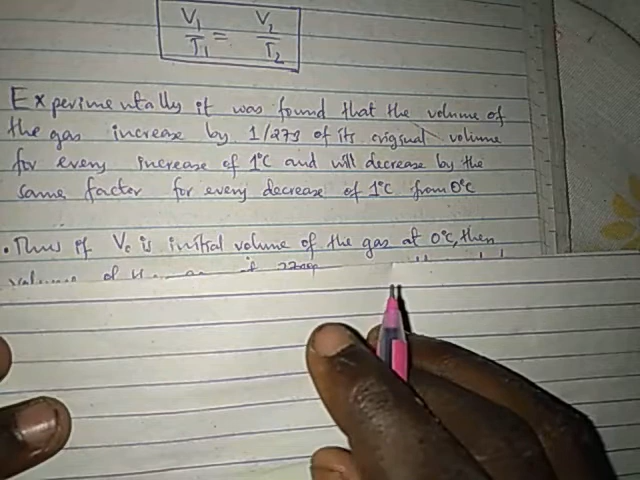 V₁/T₁ = V₂/T₂
Experimentally it was found that the volume of
the gas increase by 1/273 of its original volume
for every increase of 1°C and will decrease by the
same factor for every decrease of 1°C from 0°C
. Thus if V₀ is initial volume of the gas at 0°C, then
of